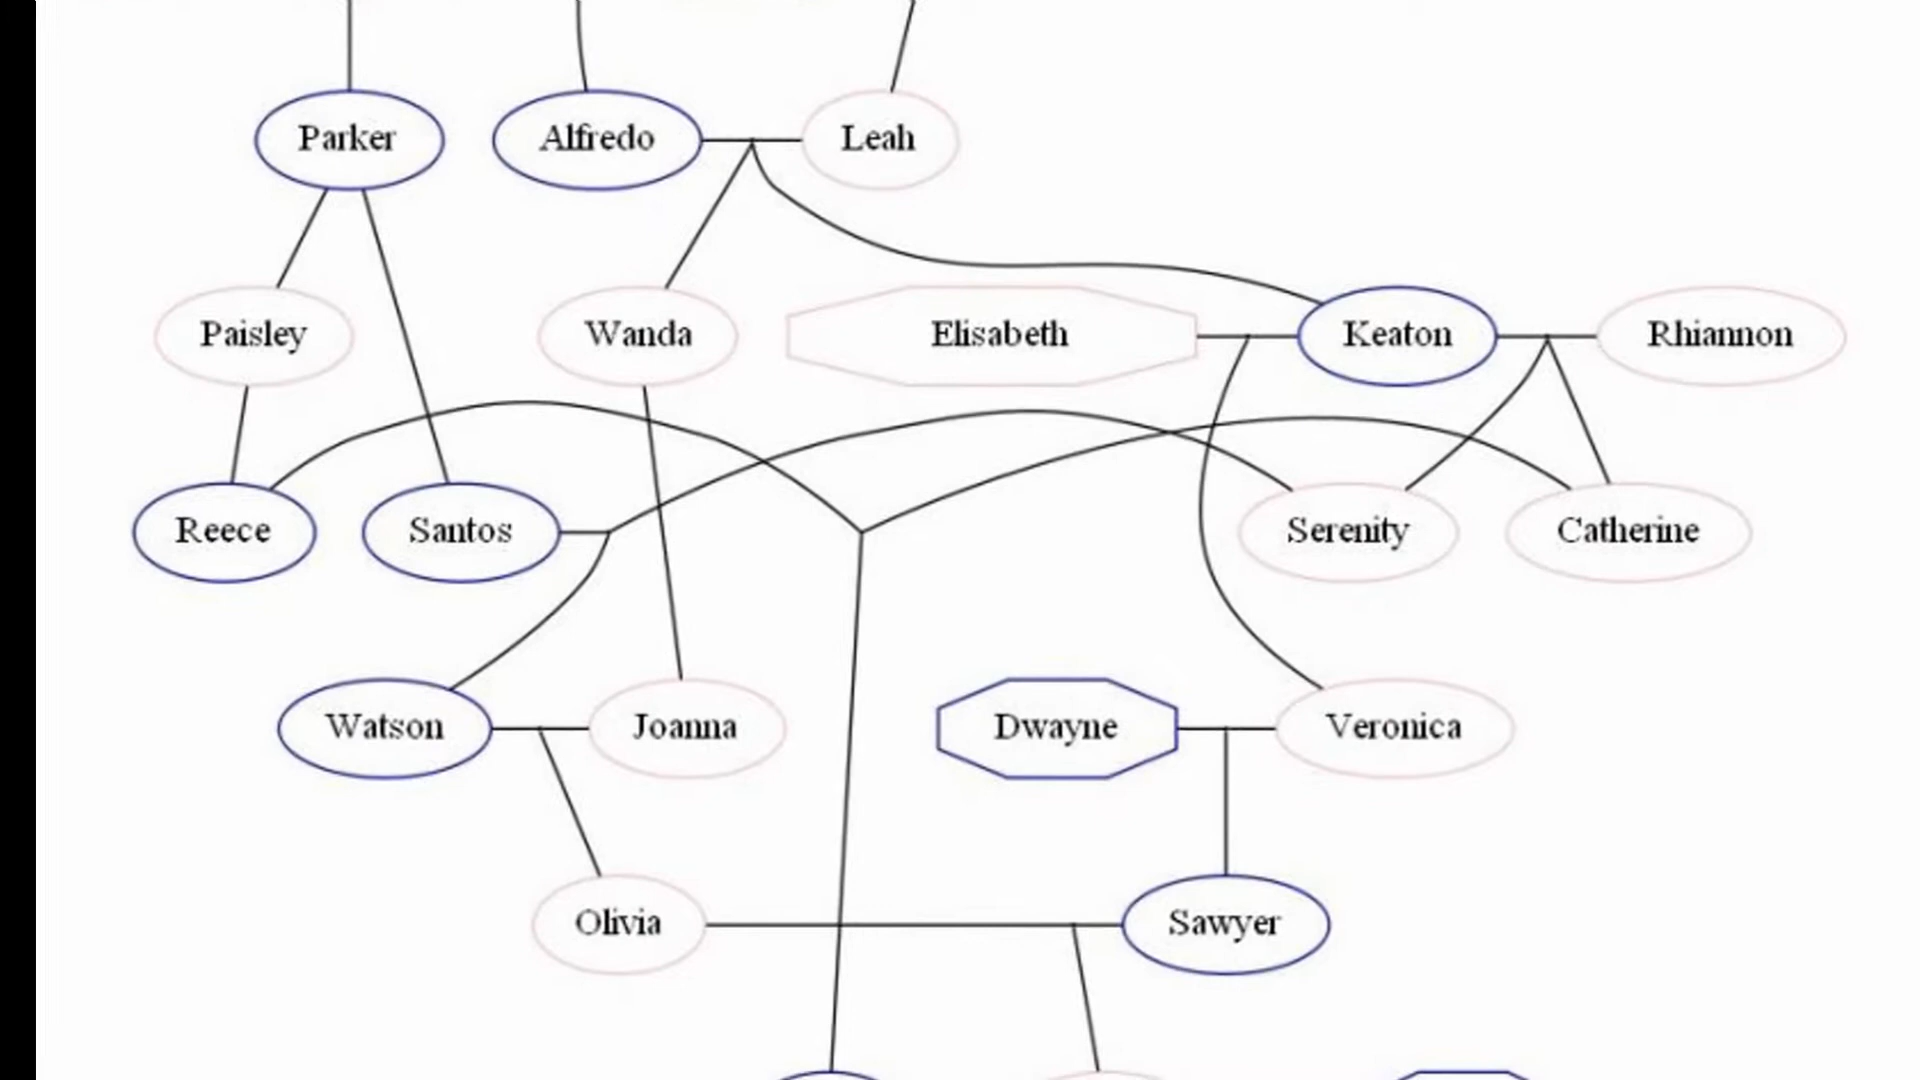 Parker
Alfredo
Leah
Paisley
Wanda
Elisabeth
Keaton
Rhiannon
Reece
Santos
Serenity
Catherine
Watson
Joanna
Dwayne
Veronica
Olivia
Sawyer